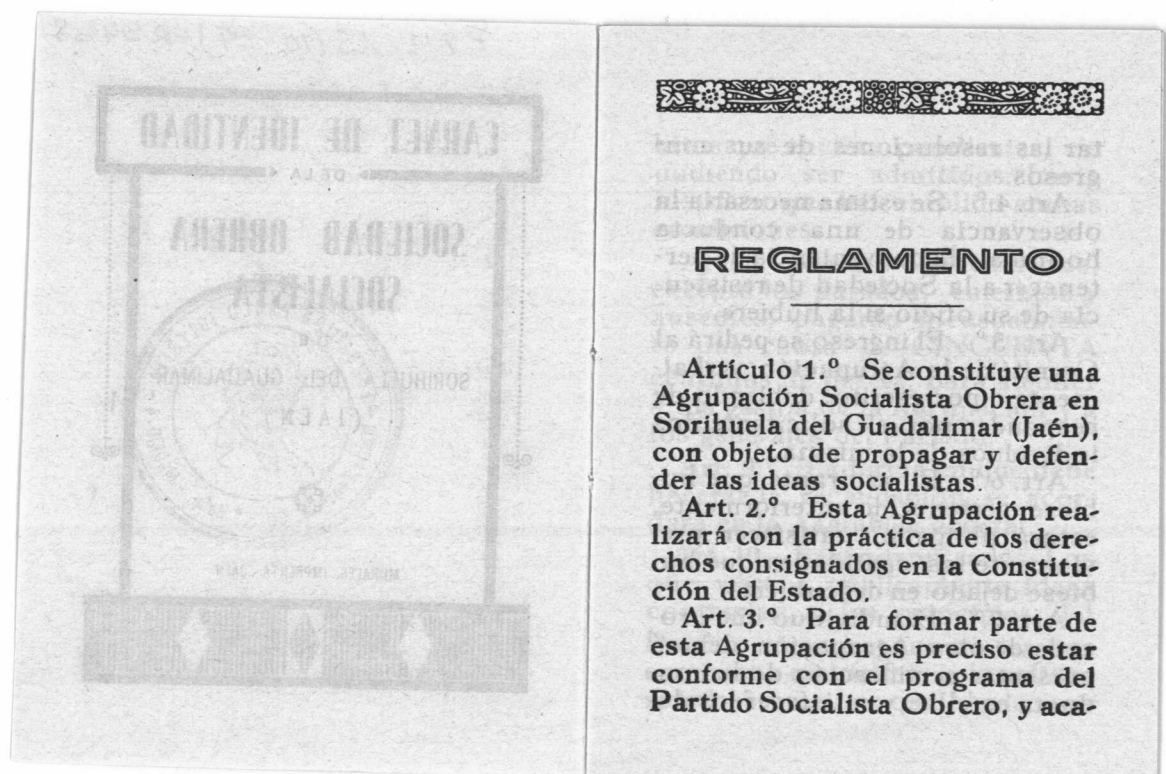 CARNET DE IDENTIDAD
DE LA
SOCIEDAD OBRERA
SOCIALISTA
DE
SORIHUELA DEL GUADALIMAR
(JAEN)
REGLAMENTO
Artículo 1.º Se constituye una
Agrupación Socialista Obrera en
Sorihuela del Guadalimar (Jaén),
con objeto de propagar y defen-
der las ideas socialistas.
Art. 2.º Esta Agrupación rea-
lizará con la práctica de los dere-
chos consignados en la Constitu-
ción del Estado.
Art. 3.º Para formar parte de
esta Agrupación es preciso estar
conforme con el programa del
Partido Socialista Obrero, y aca-